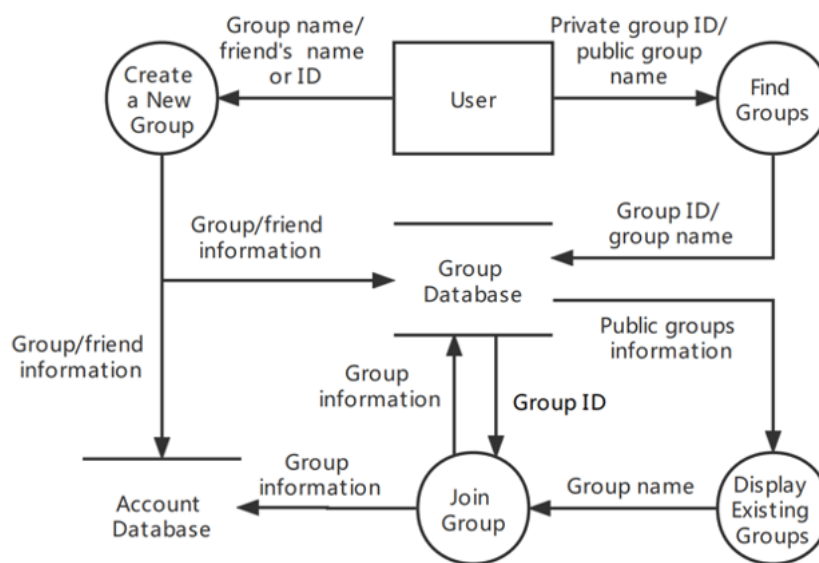 Group name/
friend's name
or ID
Private group ID/
public group
name
Create
a New
Group
User
Find
Groups
Group/friend
information
Group ID/
group name
Group
Database
Group/friend
information
Public groups
information
Group
information
Group ID
Group
information
Account
Database
Join
Group
Group name
Display
Existing
Groups